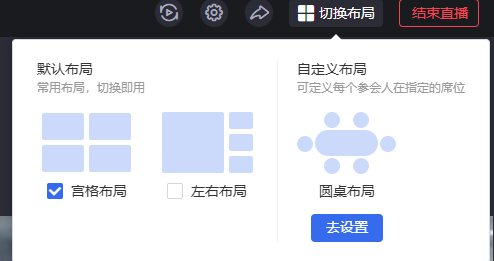 切换布局
结束直播
默认布局
常用布局，切换即用
宫格布局
左右布局
自定义布局
可定义每个参会人在指定的席位
圆桌布局
去设置